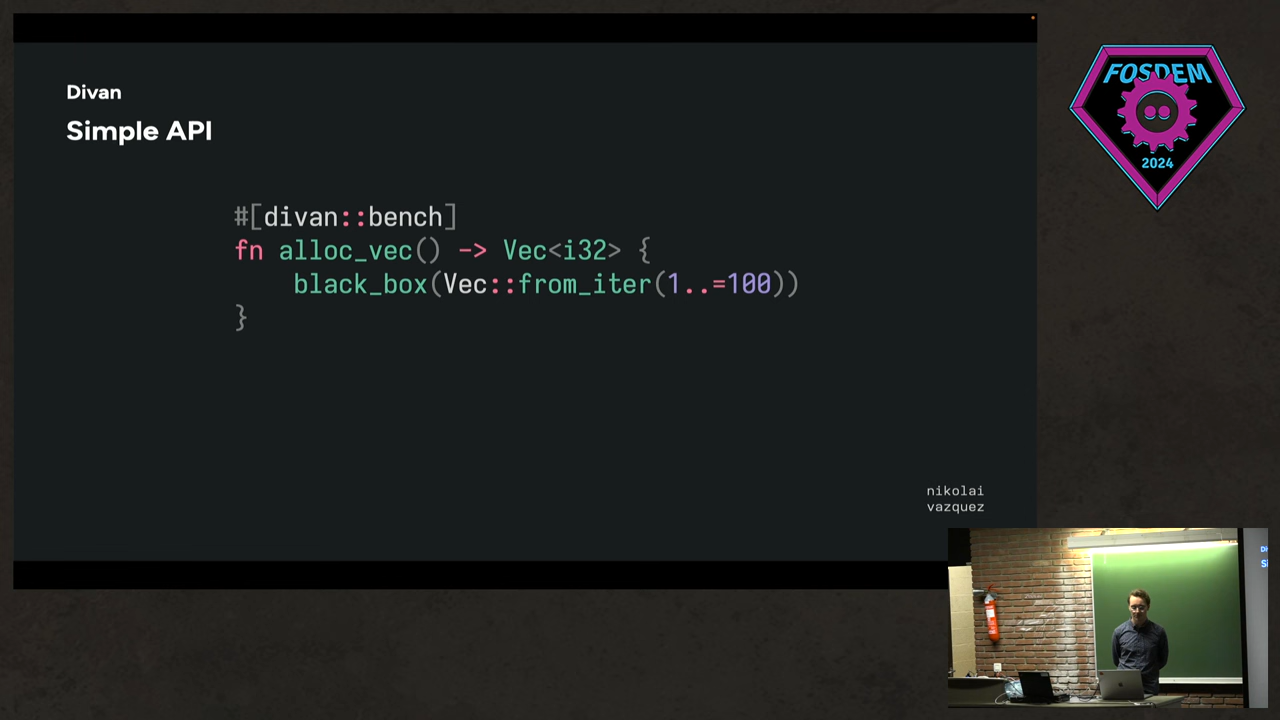 Divan
Simple API
#[divan::bench]
fn alloc_vec() -> Vec<i32> {
    black_box(Vec::from_iter(1..=100))
}
nikolai
vazquez
FOSDEM
2024